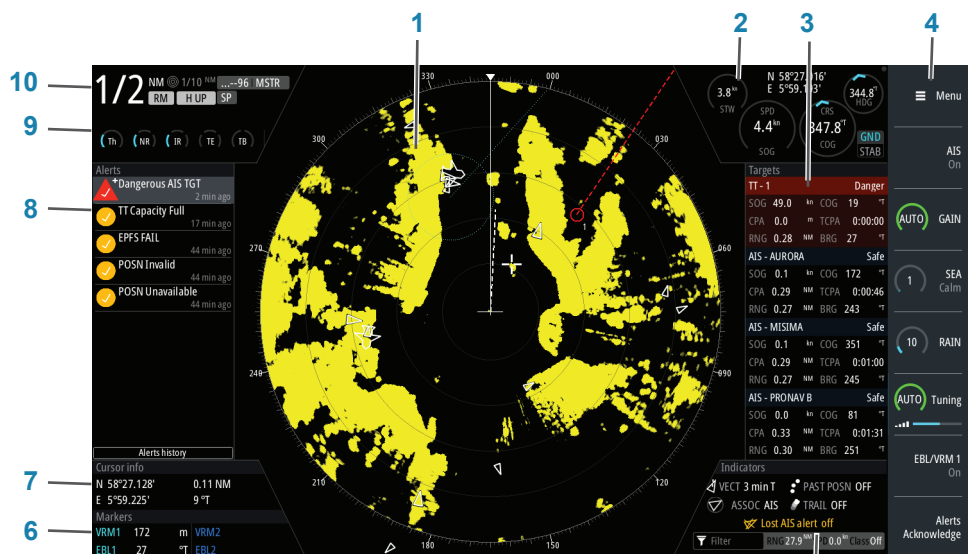 1
2
3
4
10
9
8
7
6
1/2 NM 1/10 NM ...--96 MSTR
RM H UP SP
Th NR IR TE TB
Alerts
+Dangerous AIS TGT
2 min ago
TT Capacity Full
17 min ago
EPFS FAIL
44 min ago
POSN Invalid
44 min ago
POSN Unavailable
44 min ago
Alerts history
Cursor info
N 58°27.128' 0.11 NM
E 5°59.225' 9 °T
Markers
VRM1 172 m VRM2
EBL1 27 °T EBL2
330
000
300
030
270
060
240
090
210
180
150
1
3.8 kn
STW
SPD
4.4 kn
SOG
CRS
347.8 °T
COG
344.8 °T
HDG
GND
STAB
Targets
TT - 1 Danger
SOG 49.0 kn COG 19 °T
CPA 0.0 m TCPA 0:00:00
RNG 0.28 NM BRG 27 °T
AIS - AURORA Safe
SOG 0.1 kn COG 172 °T
CPA 0.29 NM TCPA 0:00:46
RNG 0.27 NM BRG 243 °T
AIS - MISIMA Safe
SOG 0.1 kn COG 351 °T
CPA 0.29 NM TCPA 0:01:00
RNG 0.27 NM BRG 245 °T
AIS - PRONAV B Safe
SOG 0.0 kn COG 81 °T
CPA 0.33 NM TCPA 0:01:31
RNG 0.30 NM BRG 251 °T
Indicators
VECT 3 min T PAST POSN OFF
ASSOC AIS TRAIL OFF
Lost AIS alert off
Filter RNG 27.9 NM 0.0 kn Class Off
Menu
AIS
On
AUTO GAIN
1 SEA
Calm
10 RAIN
AUTO Tuning
EBL/VRM 1
On
Alerts
Acknowledge